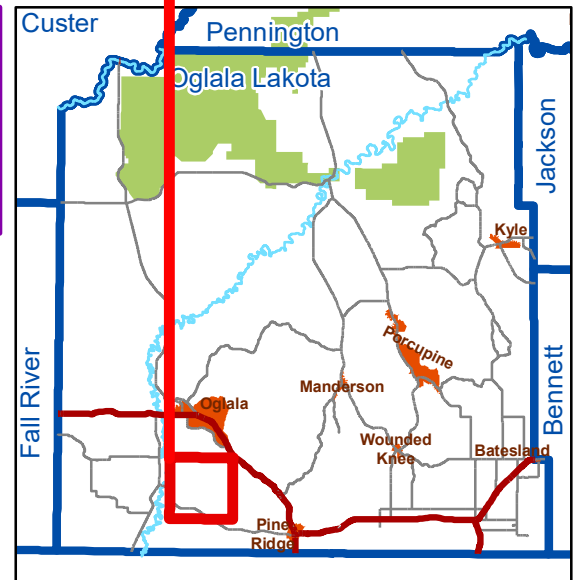 Custer
Pennington
Oglala Lakota
Jackson
Kyle
Porcupine
Fall River
Bennett
Manderson
Oglala
Wounded
Knee
Batesland
Pine
Ridge